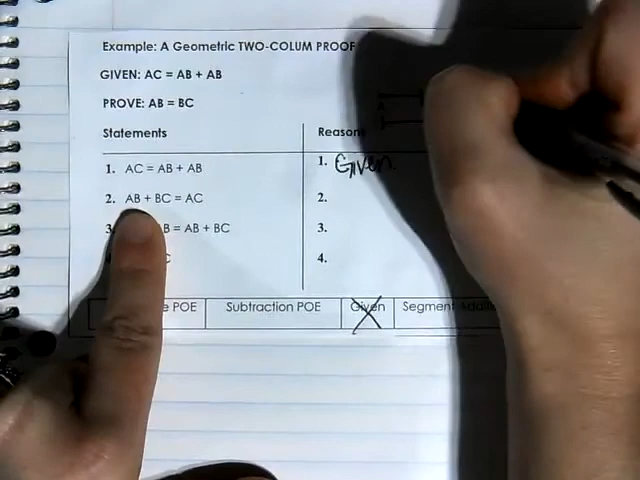 Example: A Geometric TWO-COLUM PROOF
GIVEN: AC = AB + AB
PROVE: AB = BC
Statements Reasons
1. AC = AB + AB 1. Given
2. AB + BC = AC 2.
3. B = AB + BC 3.
C 4.
POE Subtraction POE Given Segment